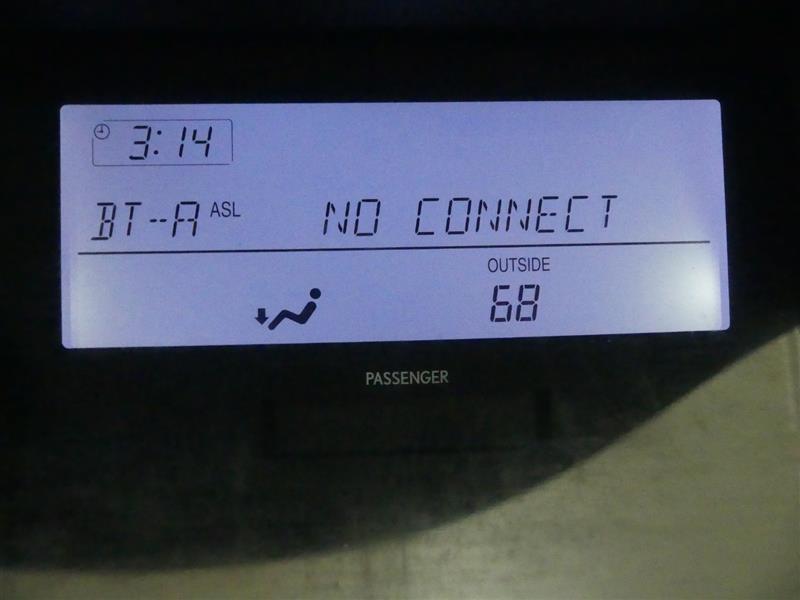 3:14
BT--A ASL NO CONNECT
OUTSIDE
68
PASSENGER